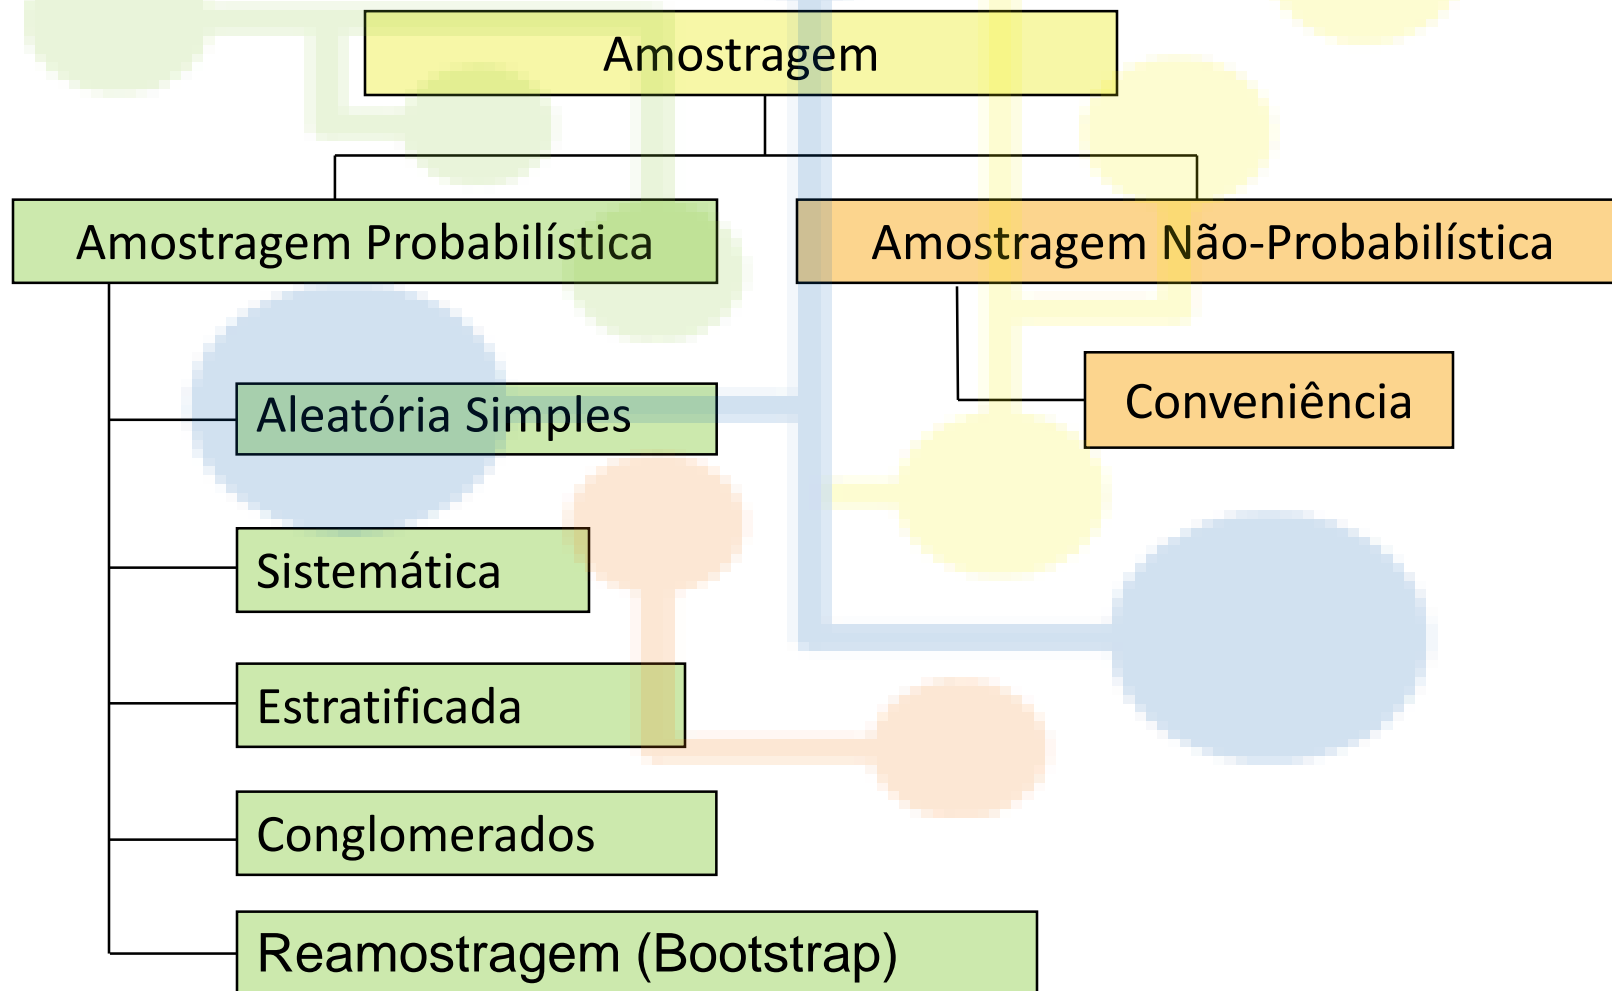 Amostragem
Amostragem Probabilística
Amostragem Não-Probabilística
Aleatória Simples
Conveniência
Sistemática
Estratificada
Conglomerados
Reamostragem (Bootstrap)